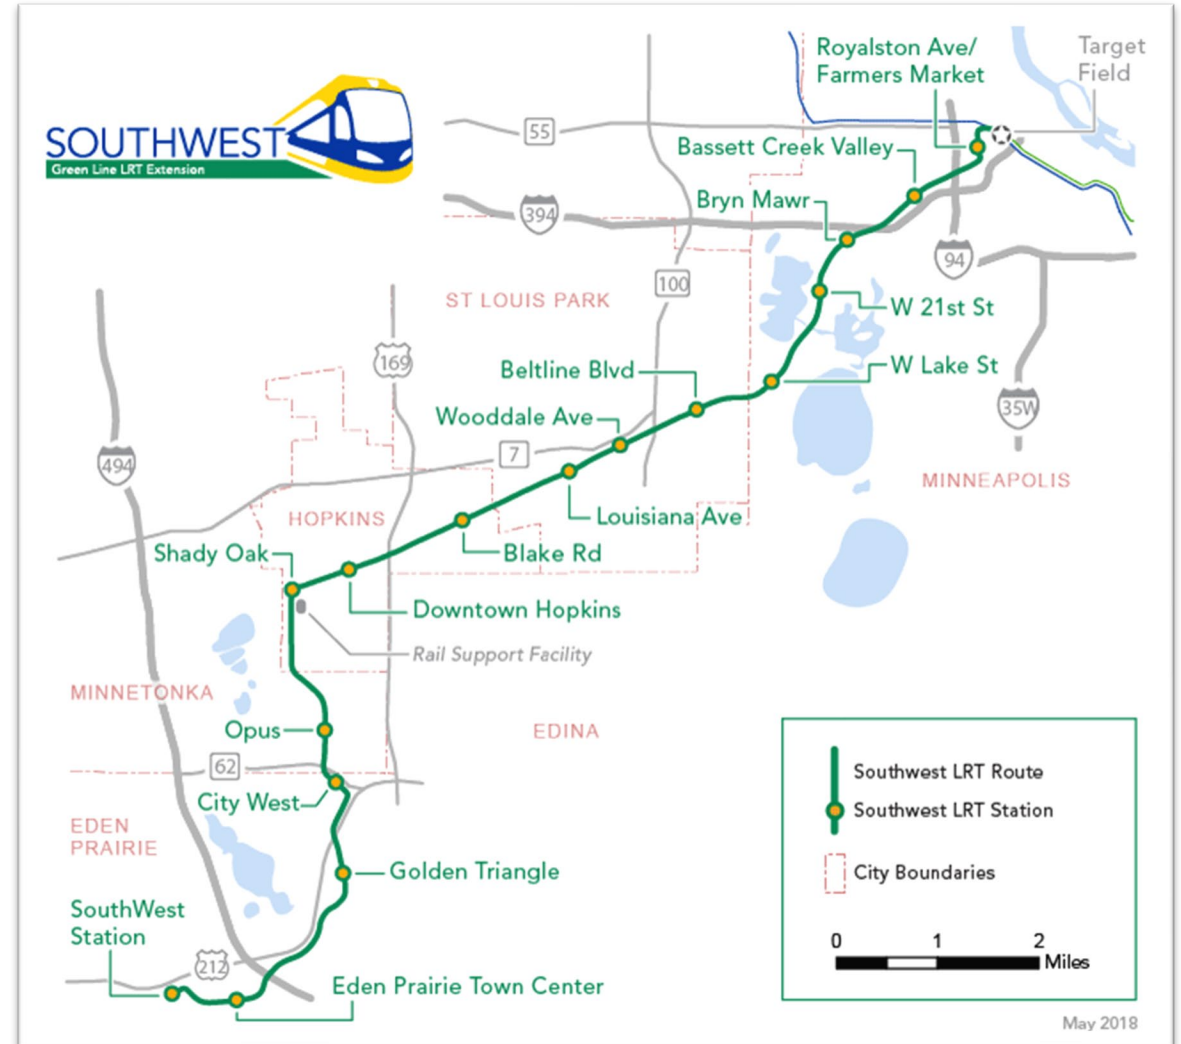 Royalston Ave/
Farmers Market
Target
Field
SOUTHWEST
Green Line LRT Extension
55
Bassett Creek Valley
Bryn Mawr
394
94
100
ST LOUIS PARK
W 21st St
169
Beltline Blvd
W Lake St
Wooddale Ave
35W
494
7
MINNEAPOLIS
HOPKINS
Louisiana Ave
Shady Oak
Blake Rd
Downtown Hopkins
Rail Support Facility
MINNETONKA
Opus
EDINA
62
City West
Southwest LRT Route
Southwest LRT Station
EDEN
PRAIRIE
Golden Triangle
City Boundaries
SouthWest
Station
212
0 1 2
Miles
Eden Prairie Town Center
May 2018